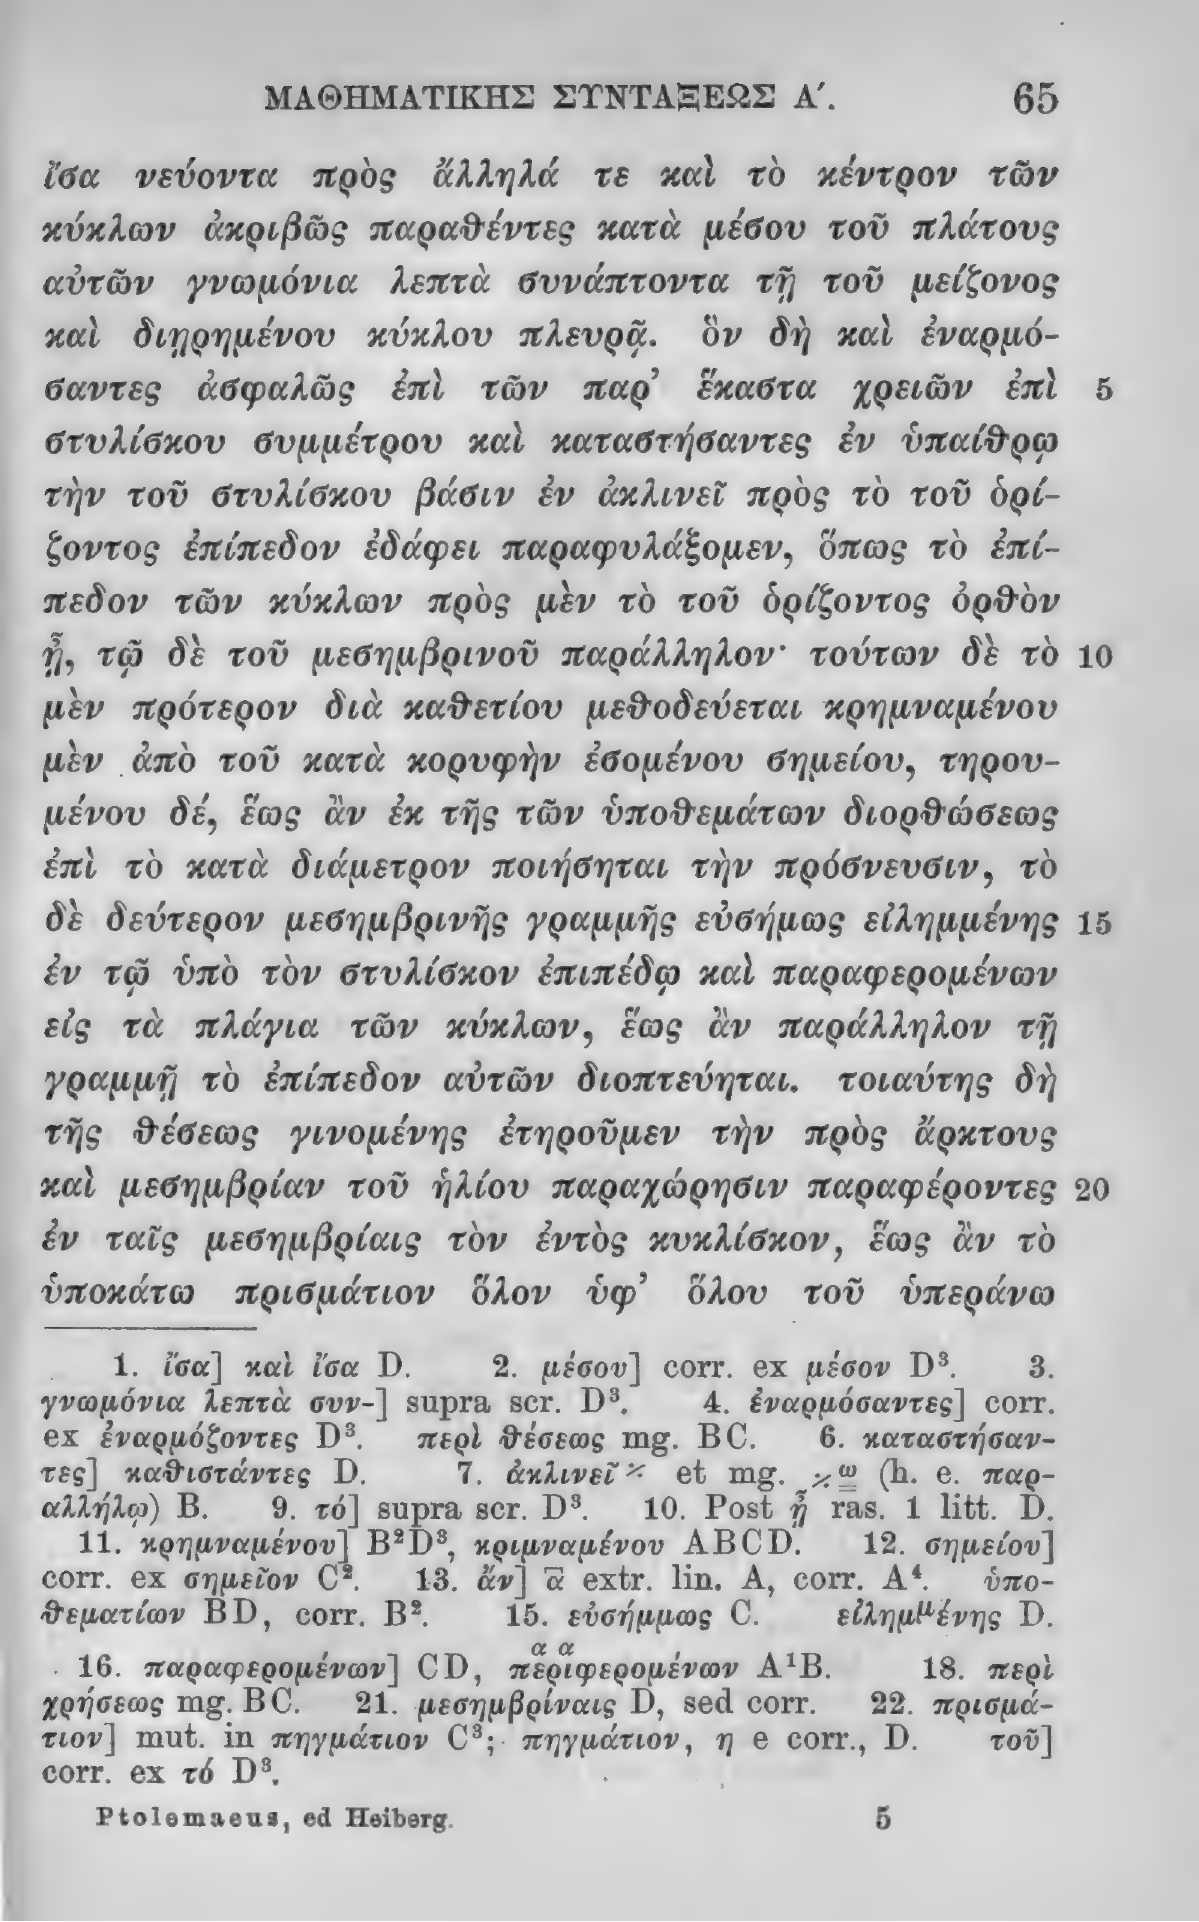 ΜΑΘΗΜΑΤΙΚΗΣ ΣΥΝΤΑΞΕΩΣ Α΄. 65
ἴσα νεύοντα πρὸς ἄλληλά τε καὶ τὸ κέντρον τῶν
κύκλων ἀκριβῶς παραθέντες κατὰ μέσου τοῦ πλάτους
αὐτῶν γνωμόνια λεπτὰ συνάπτοντα τῇ τοῦ μείζονος
καὶ διῃρημένου κύκλου πλευρᾷ. ὃν δὴ καὶ ἐναρμό-
σαντες ἀσφαλῶς ἐπὶ τῶν παρ’ ἕκαστα χρειῶν ἐπὶ 5
στυλίσκου συμμέτρου καὶ καταστήσαντες ἐν ὑπαίθρῳ
τὴν τοῦ στυλίσκου βάσιν ἐν ἀκλινεῖ πρὸς τὸ τοῦ ὁρί-
ζοντος ἐπίπεδον ἐδάφει παραφυλάξομεν, ὅπως τὸ ἐπί-
πεδον τῶν κύκλων πρὸς μὲν τὸ τοῦ ὁρίζοντος ὀρθὸν
ᾖ, τῷ δὲ τοῦ μεσημβρινοῦ παράλληλον· τούτων δὲ τὸ 10
μὲν πρότερον διὰ καθετίου μεθοδεύεται κρημναμένου
μὲν ἀπὸ τοῦ κατὰ κορυφὴν ἐσομένου σημείου, τηρου-
μένου δέ, ἕως ἂν ἐκ τῆς τῶν ὑποθεμάτων διορθώσεως
ἐπὶ τὸ κατὰ διάμετρον ποιήσηται τὴν πρόσνευσιν, τὸ
δὲ δεύτερον μεσημβρινῆς γραμμῆς εὐσήμως εἰλημμένης 15
ἐν τῷ ὑπὸ τὸν στυλίσκον ἐπιπέδῳ καὶ παραφερομένων
εἰς τὰ πλάγια τῶν κύκλων, ἕως ἂν παράλληλον τῇ
γραμμῇ τὸ ἐπίπεδον αὐτῶν διοπτεύηται. τοιαύτης δὴ
τῆς θέσεως γινομένης ἐτηροῦμεν τὴν πρὸς ἄρκτους
καὶ μεσημβρίαν τοῦ ἡλίου παραχώρησιν παραφέροντες 20
ἐν ταῖς μεσημβρίαις τὸν ἐντὸς κυκλίσκον, ἕως ἂν τὸ
ὑποκάτω πρισμάτιον ὅλον ὑφ’ ὅλου τοῦ ὑπεράνω
1. ἴσα] καὶ ἴσα D. 2. μέσου] corr. ex μέσον D³. 3.
γνωμόνια λεπτὰ συν-] supra scr. D³. 4. ἐναρμόσαντες] corr.
ex ἐναρμόζοντες D³. περὶ θέσεως mg. BC. 6. καταστήσαν-
τες] καθιστάντες D. 7. ἀκλινεῖ et mg. (h. e. παρ-
αλλήλῳ) B. 9. τό] supra scr. D³. 10. Post ᾖ ras. 1 litt. D.
11. κρημναμένου] B²D³, κριμναμένου ABCD. 12. σημείου]
corr. ex σημεῖον C². 13. ἄν] α extr. lin. A, corr. A⁴. ὑπο-
θεματίων BD, corr. B². 15. εὐσήμμως C. εἰλημμένης D.
16. παραφερομένων] CD, περιφερομένων A¹B. 18. περὶ
χρήσεως mg. BC. 21. μεσημβρίναις D, sed corr. 22. πρισμά-
τιον] mut. in πηγμάτιον C³; πηγμάτιον, η e corr., D. τοῦ]
corr. ex τό D³.
Ptolemaeus, ed Heiberg. 5